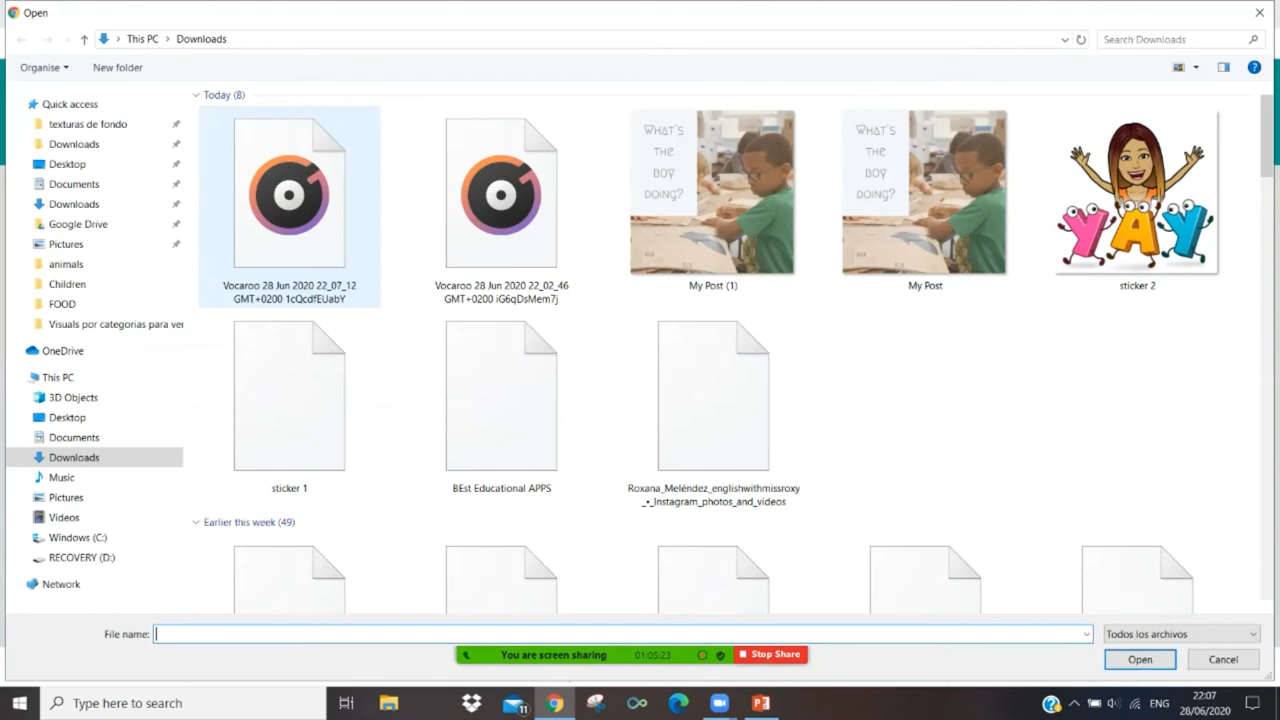 Open
This PC > Downloads
Search Downloads
Organise
New folder
?
Quick access
texturas de fondo
Downloads
Desktop
Documents
Downloads
Google Drive
Pictures
animals
Children
FOOD
Visuals por categorias para ver
OneDrive
This PC
3D Objects
Desktop
Documents
Downloads
Music
Pictures
Videos
Windows (C:)
RECOVERY (D:)
Network
Today (8)
Vocaroo 28 Jun 2020 22_07_12
GMT+0200 1cQcdfEUabY
Vocaroo 28 Jun 2020 22_02_46
GMT+0200 iG6qDsMem7j
WHAT'S
THE
BOY
DOING?
My Post (1)
WHAT'S
THE
BOY
DOING?
My Post
YAY
sticker 2
sticker 1
BEst Educational APPS
Roxana_Meléndez_englishwithmissroxy
_•_Instagram_photos_and_videos
Earlier this week (49)
File name:
Todos los archivos
You are screen sharing
01:05:23
Stop Share
Open
Cancel
Type here to search
11
ENG
22:07
28/06/2020